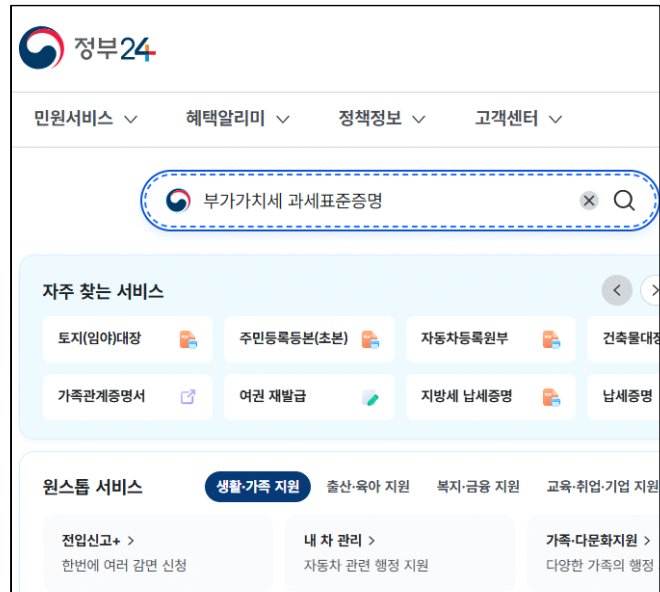 정부24
민원서비스 혜택알리미 정책정보 고객센터
부가가치세 과세표준증명
자주 찾는 서비스
토지(임야)대장 주민등록등본(초본) 자동차등록원부 건축물대장
가족관계증명서 여권 재발급 지방세 납세증명 납세증명
원스톱 서비스 생활·가족 지원 출산·육아 지원 복지·금융 지원 교육·취업·기업 지원
전입신고+ 내 차 관리 가족·다문화지원
한번에 여러 감면 신청 자동차 관련 행정 지원 다양한 가족의 행정